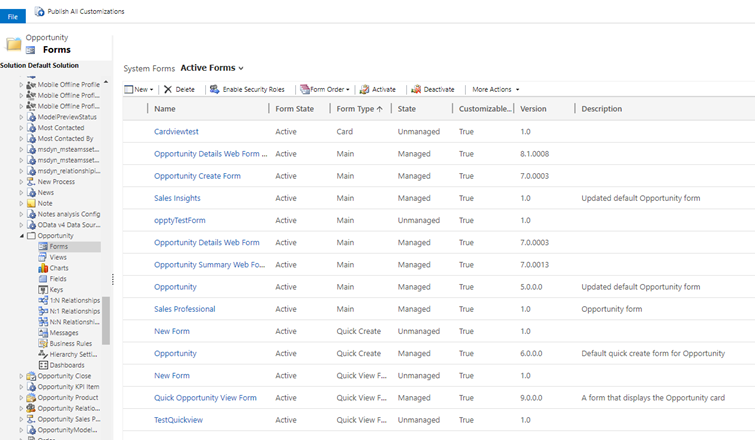 File
Publish All Customizations
Opportunity
Forms
Solution Default Solution
Mobile Offline Profile
Mobile Offline Profi...
Mobile Offline Profi...
ModelPreviewStatus
Most Contacted
Most Contacted By
msdyn_msteamsset...
msdyn_msteamsset...
msdyn_relationshipi...
New Process
News
Note
Notes analysis Config
OData v4 Data Sour...
Opportunity
Forms
Views
Charts
Fields
Keys
1:N Relationships
N:1 Relationships
N:N Relationshi...
Messages
Business Rules
Hierarchy Setti...
Dashboards
Opportunity Close
Opportunity KPI Item
Opportunity Product
Opportunity Relatio...
Opportunity Sales P...
OpportunityModel...
System Forms Active Forms
New Delete Enable Security Roles Form Order Activate Deactivate More Actions
Name Form State Form Type State Customizable... Version Description
Cardviewtest Active Card Unmanaged True 1.0
Opportunity Details Web Form ... Active Main Managed True 8.1.0008
Opportunity Create Form Active Main Managed True 7.0.0003
Sales Insights Active Main Managed True 1.0 Updated default Opportunity form
opptyTestForm Active Main Unmanaged True 1.0
Opportunity Details Web Form Active Main Managed True 7.0.0003
Opportunity Summary Web Fo... Active Main Managed True 7.0.0013
Opportunity Active Main Managed True 5.0.0.0 Updated default Opportunity form
Sales Professional Active Main Managed True 1.0 Opportunity form
New Form Active Quick Create Unmanaged True 1.0
Opportunity Active Quick Create Managed True 6.0.0.0 Default quick create form for Opportunity
New Form Active Quick View F... Unmanaged True 1.0
Quick Opportunity View Form Active Quick View F... Managed True 9.0.0.0 A form that displays the Opportunity card
TestQuickview Active Quick View F... Unmanaged True 1.0